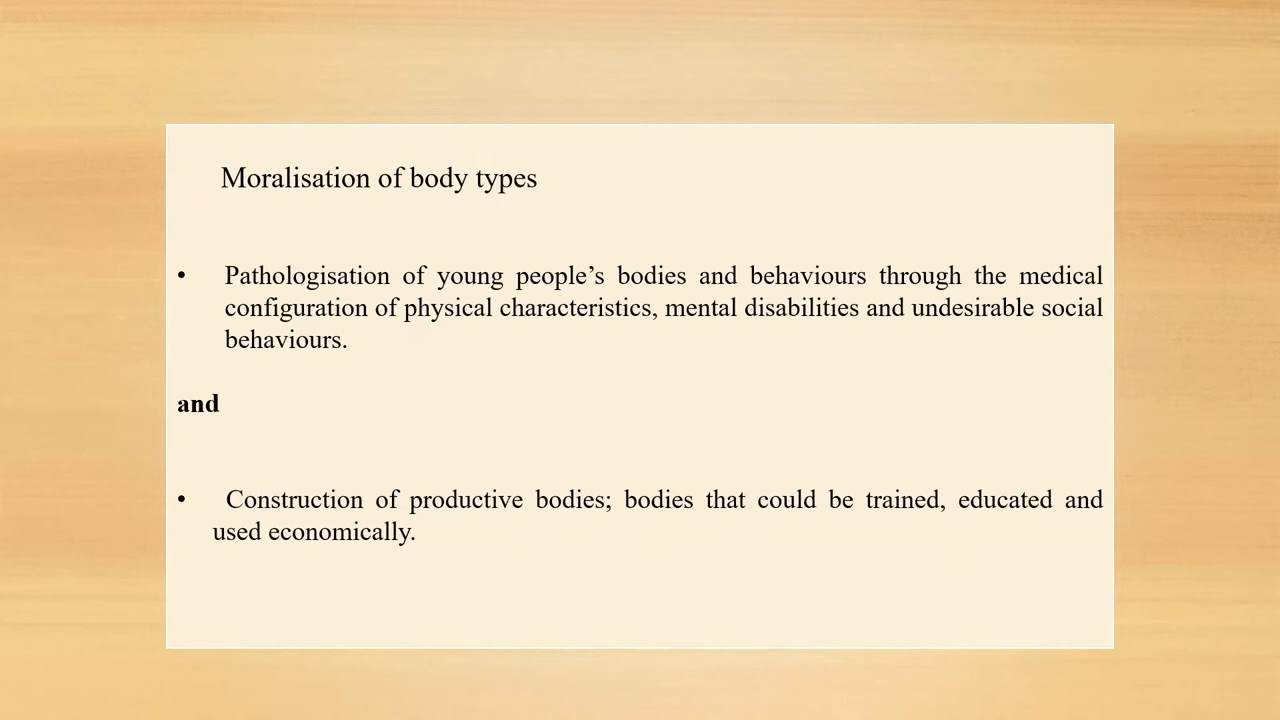 Moralisation of body types
• Pathologisation of young people’s bodies and behaviours through the medical
configuration of physical characteristics, mental disabilities and undesirable social
behaviours.
and
• Construction of productive bodies; bodies that could be trained, educated and
used economically.